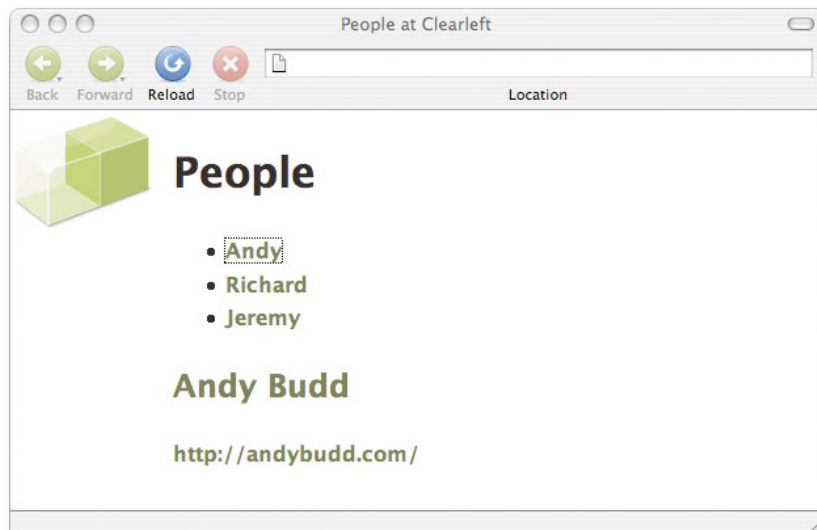 People at Clearleft
Back Forward Reload Stop Location
People
Andy
Richard
Jeremy
Andy Budd
http://andybudd.com/